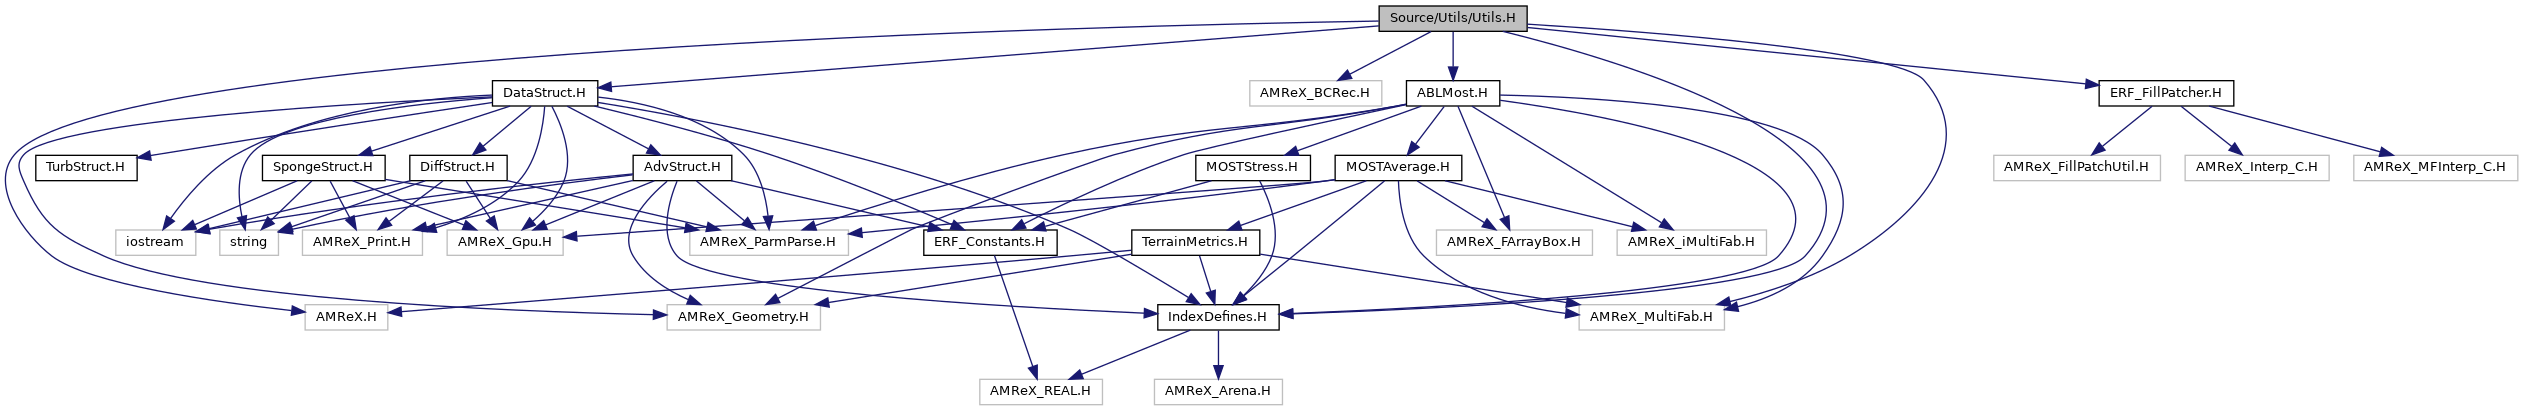 Source/Utils/Utils.H
DataStruct.H
AMReX_BCRec.H
ABLMost.H
ERF_FillPatcher.H
TurbStruct.H
SpongeStruct.H
DiffStruct.H
AdvStruct.H
MOSTStress.H
MOSTAverage.H
AMReX_FillPatchUtil.H
AMReX_Interp_C.H
AMReX_MFInterp_C.H
iostream
string
AMReX_Print.H
AMReX_Gpu.H
AMReX_ParmParse.H
ERF_Constants.H
TerrainMetrics.H
AMReX_FArrayBox.H
AMReX_iMultiFab.H
AMReX.H
AMReX_Geometry.H
IndexDefines.H
AMReX_MultiFab.H
AMReX_REAL.H
AMReX_Arena.H